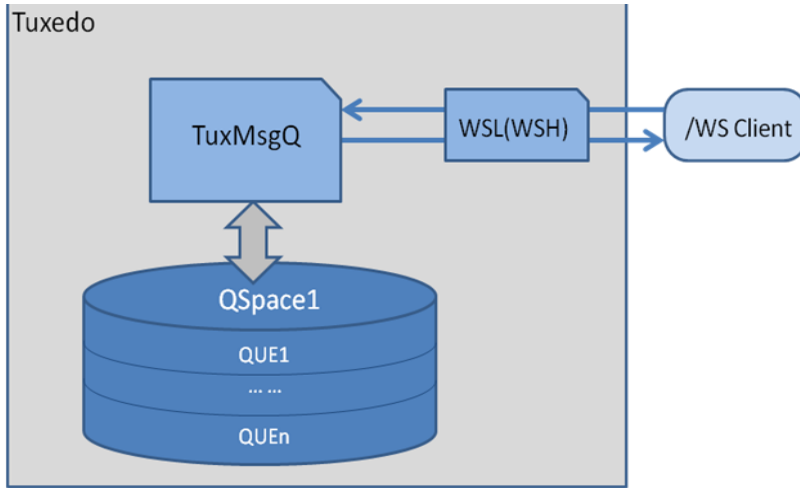 Tuxedo
TuxMsgQ
WSL(WSH)
/WS Client
QSpace1
QUE1
... ...
QUEn